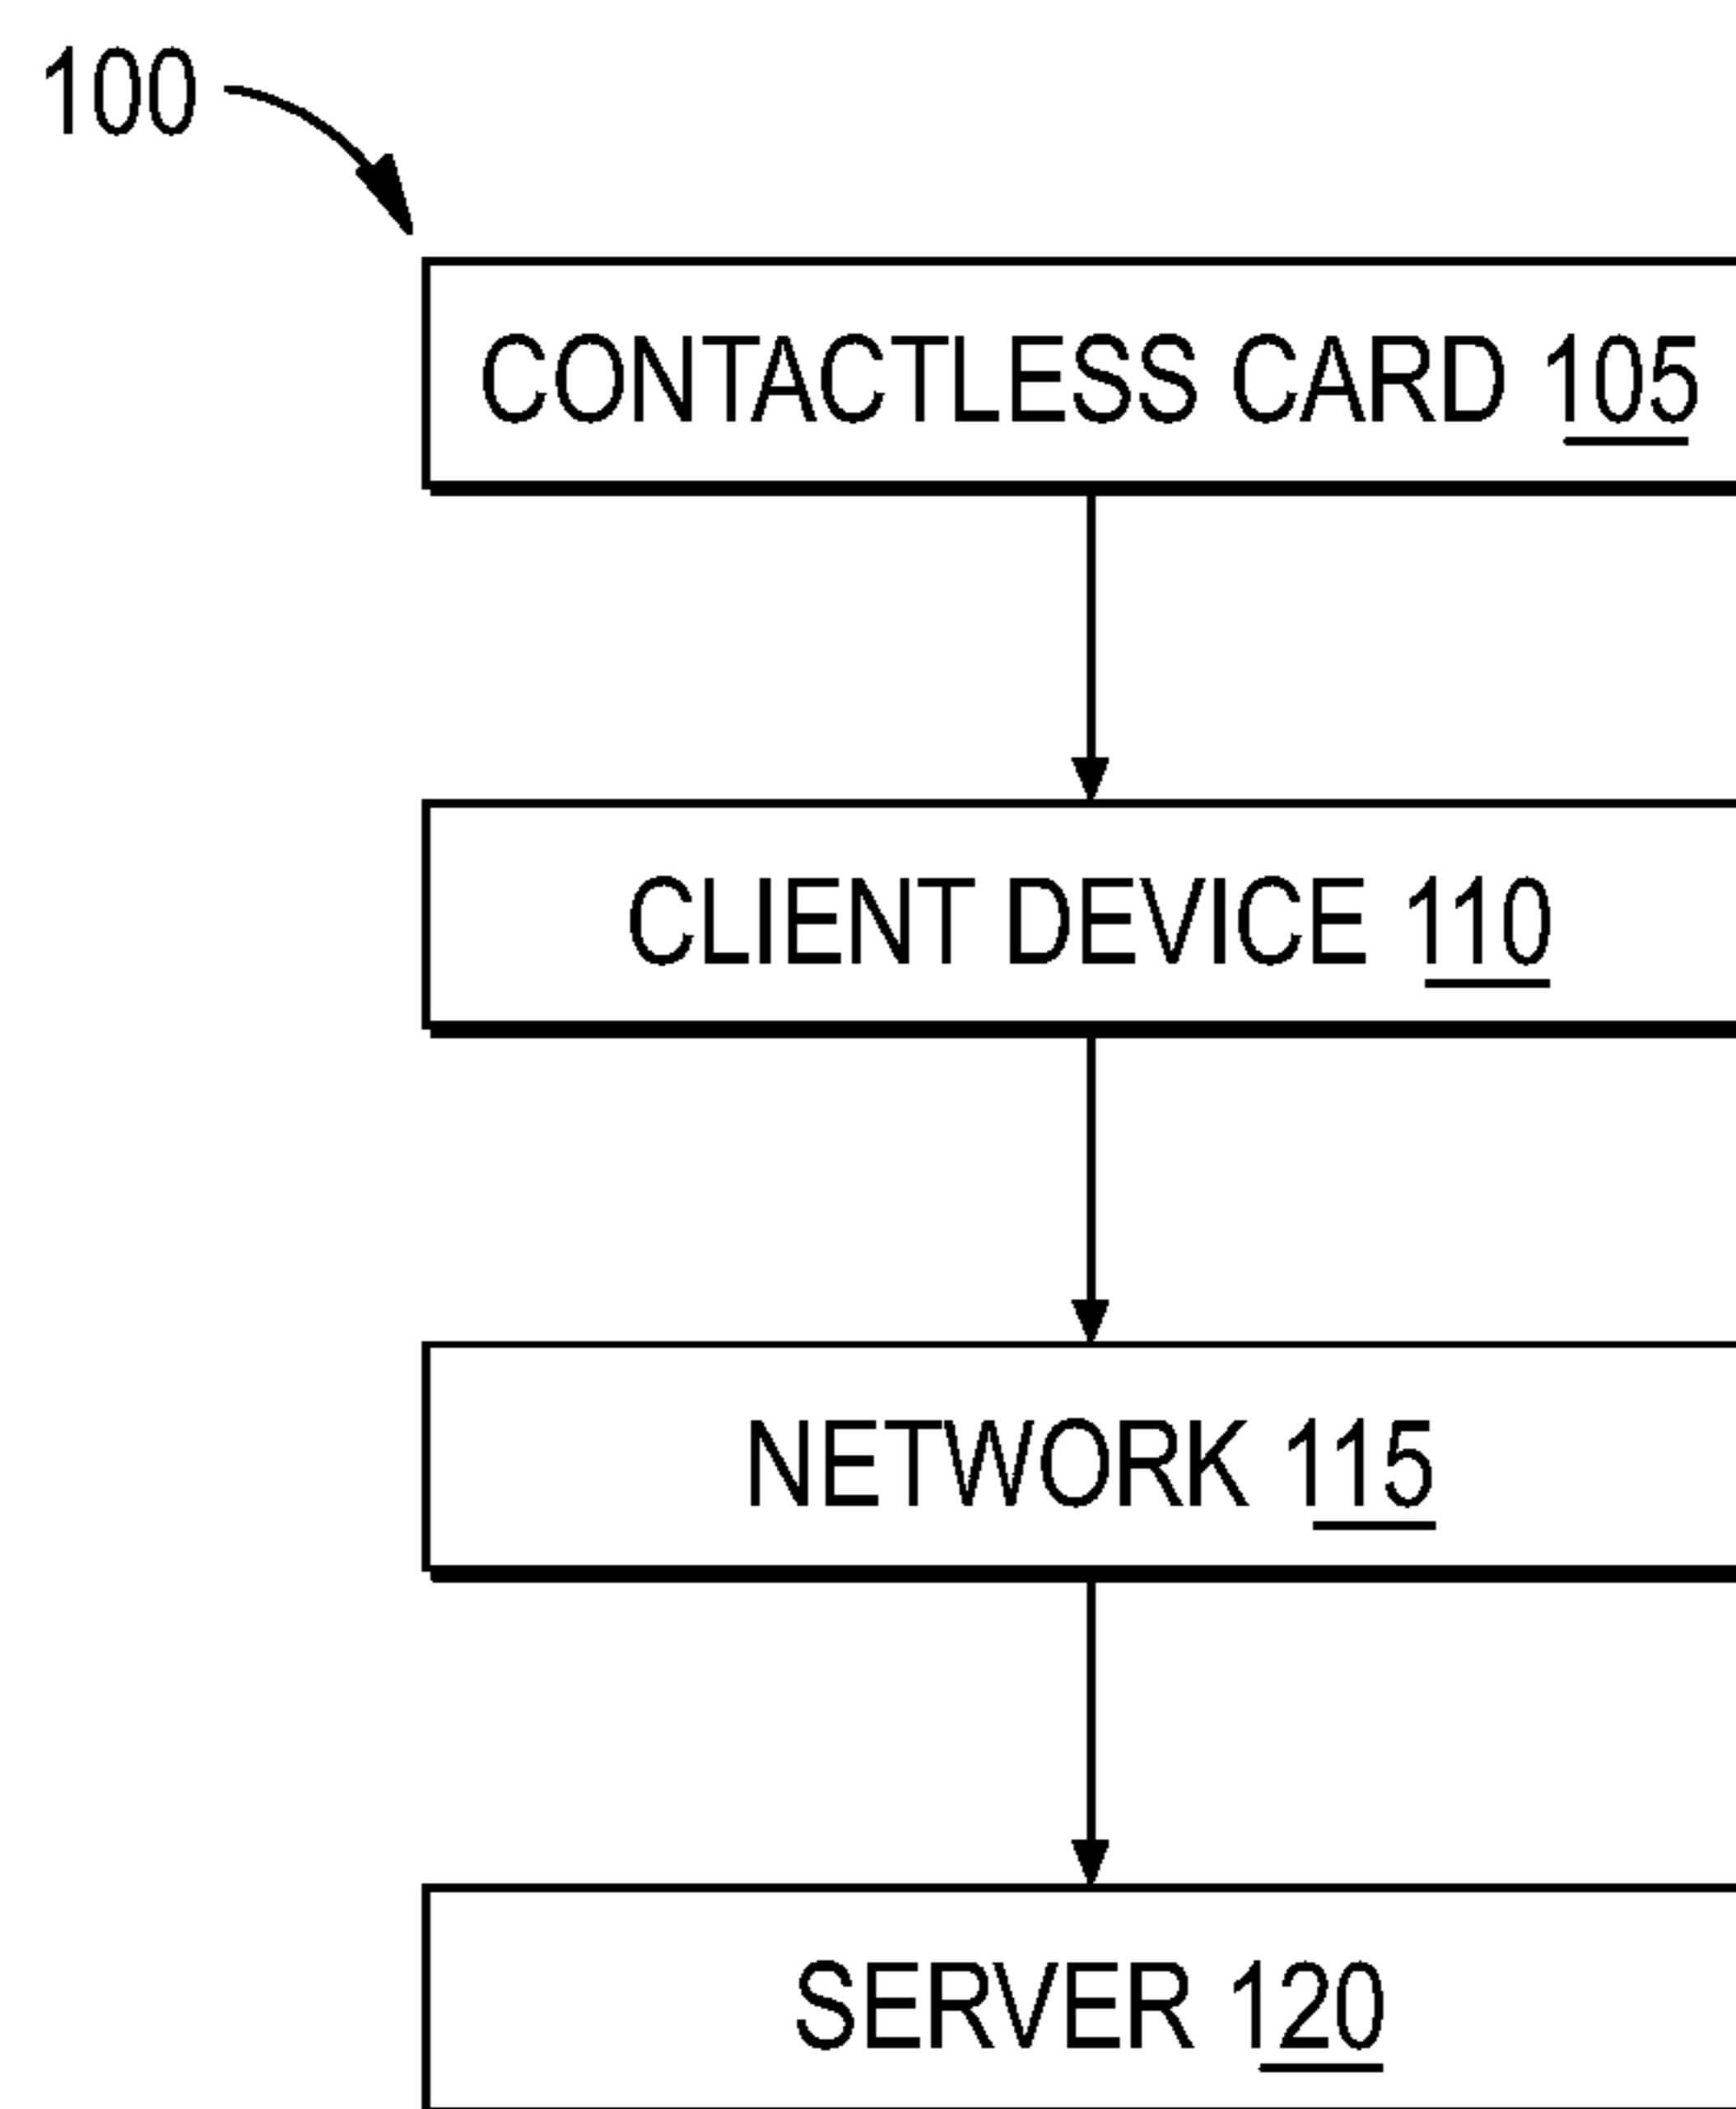 100
CONTACTLESS CARD 105
CLIENT DEVICE 110
NETWORK 115
SERVER 120